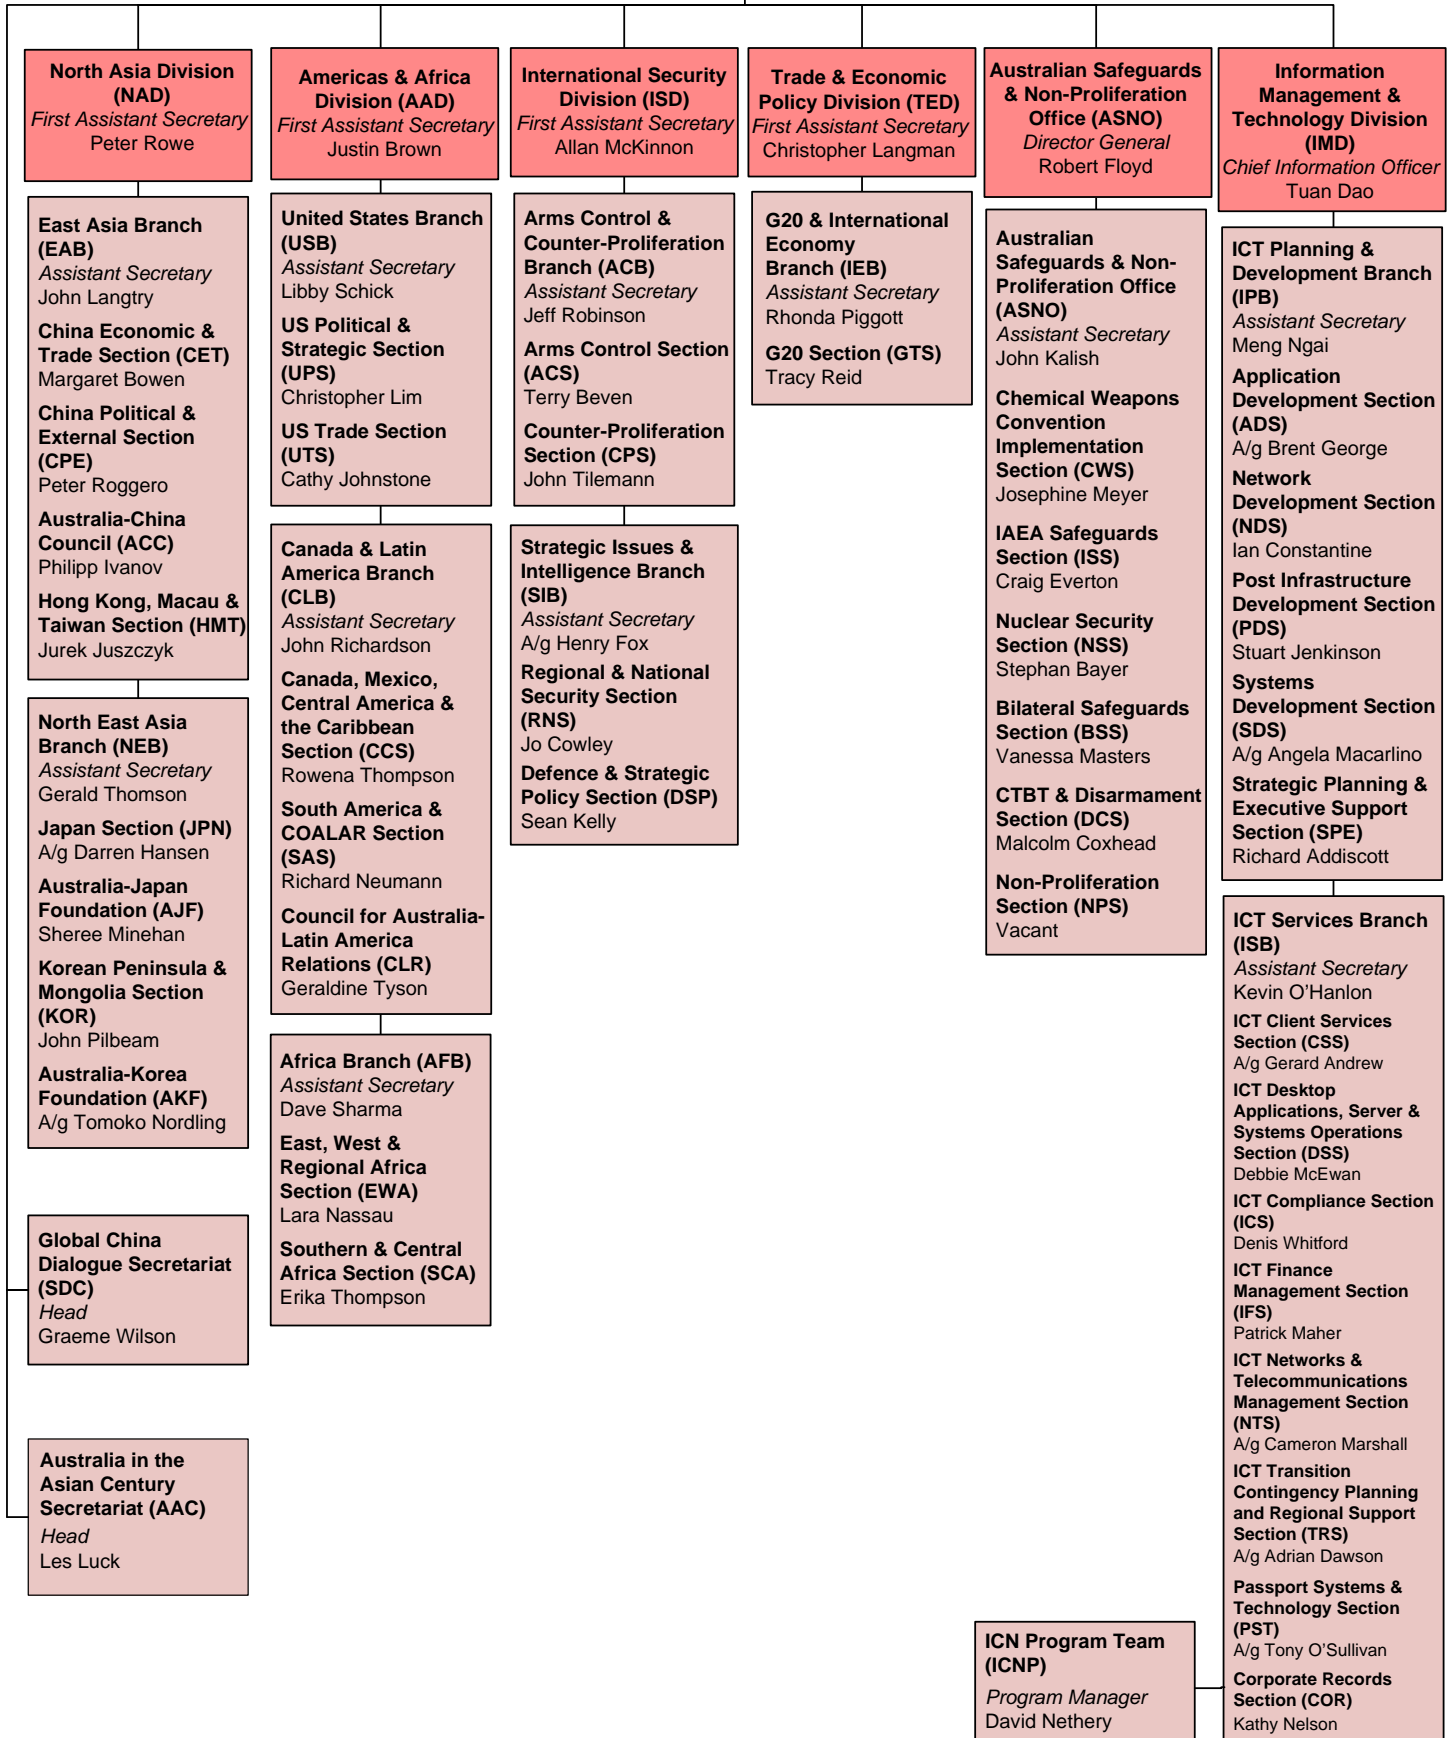 North Asia Division
(NAD)
First Assistant Secretary
Peter Rowe
East Asia Branch
(EAB)
Assistant Secretary
John Langtry
China Economic &
Trade Section (CET)
Margaret Bowen
China Political &
External Section
(CPE)
Peter Roggero
Australia-China
Council (ACC)
Philipp Ivanov
Hong Kong, Macau &
Taiwan Section (HMT)
Jurek Juszczyk
North East Asia
Branch (NEB)
Assistant Secretary
Gerald Thomson
Japan Section (JPN)
A/g Darren Hansen
Australia-Japan
Foundation (AJF)
Sheree Minehan
Korean Peninsula &
Mongolia Section
(KOR)
John Pilbeam
Australia-Korea
Foundation (AKF)
A/g Tomoko Nordling
Global China
Dialogue Secretariat
(SDC)
Head
Graeme Wilson
Australia in the
Asian Century
Secretariat (AAC)
Head
Les Luck
Americas & Africa
Division (AAD)
First Assistant Secretary
Justin Brown
United States Branch
(USB)
Assistant Secretary
Libby Schick
US Political &
Strategic Section
(UPS)
Christopher Lim
US Trade Section
(UTS)
Cathy Johnstone
Canada & Latin
America Branch
(CLB)
Assistant Secretary
John Richardson
Canada, Mexico,
Central America &
the Caribbean
Section (CCS)
Rowena Thompson
South America &
COALAR Section
(SAS)
Richard Neumann
Council for Australia-
Latin America
Relations (CLR)
Geraldine Tyson
Africa Branch (AFB)
Assistant Secretary
Dave Sharma
East, West &
Regional Africa
Section (EWA)
Lara Nassau
Southern & Central
Africa Section (SCA)
Erika Thompson
International Security
Division (ISD)
First Assistant Secretary
Allan McKinnon
Arms Control &
Counter-Proliferation
Branch (ACB)
Assistant Secretary
Jeff Robinson
Arms Control Section
(ACS)
Terry Beven
Counter-Proliferation
Section (CPS)
John Tilemann
Strategic Issues &
Intelligence Branch
(SIB)
Assistant Secretary
A/g Henry Fox
Regional & National
Security Section
(RNS)
Jo Cowley
Defence & Strategic
Policy Section (DSP)
Sean Kelly
Trade & Economic
Policy Division (TED)
First Assistant Secretary
Christopher Langman
G20 & International
Economy
Branch (IEB)
Assistant Secretary
Rhonda Piggott
G20 Section (GTS)
Tracy Reid
Australian Safeguards
& Non-Proliferation
Office (ASNO)
Director General
Robert Floyd
Australian
Safeguards & Non-
Proliferation Office
(ASNO)
Assistant Secretary
John Kalish
Chemical Weapons
Convention
Implementation
Section (CWS)
Josephine Meyer
IAEA Safeguards
Section (ISS)
Craig Everton
Nuclear Security
Section (NSS)
Stephan Bayer
Bilateral Safeguards
Section (BSS)
Vanessa Masters
CTBT & Disarmament
Section (DCS)
Malcolm Coxhead
Non-Proliferation
Section (NPS)
Vacant
Information
Management &
Technology Division
(IMD)
Chief Information Officer
Tuan Dao
ICT Planning &
Development Branch
(IPB)
Assistant Secretary
Meng Ngai
Application
Development Section
(ADS)
A/g Brent George
Network
Development Section
(NDS)
Ian Constantine
Post Infrastructure
Development Section
(PDS)
Stuart Jenkinson
Systems
Development Section
(SDS)
A/g Angela Macarlino
Strategic Planning &
Executive Support
Section (SPE)
Richard Addiscott
ICT Services Branch
(ISB)
Assistant Secretary
Kevin O’Hanlon
ICT Client Services
Section (CSS)
A/g Gerard Andrew
ICT Desktop
Applications, Server &
Systems Operations
Section (DSS)
Debbie McEwan
ICT Compliance Section
(ICS)
Denis Whitford
ICT Finance
Management Section
(IFS)
Patrick Maher
ICT Networks &
Telecommunications
Management Section
(NTS)
A/g Cameron Marshall
ICT Transition
Contingency Planning
and Regional Support
Section (TRS)
A/g Adrian Dawson
Passport Systems &
Technology Section
(PST)
A/g Tony O’Sullivan
Corporate Records
Section (COR)
Kathy Nelson
ICN Program Team
(ICNP)
Program Manager
David Nethery